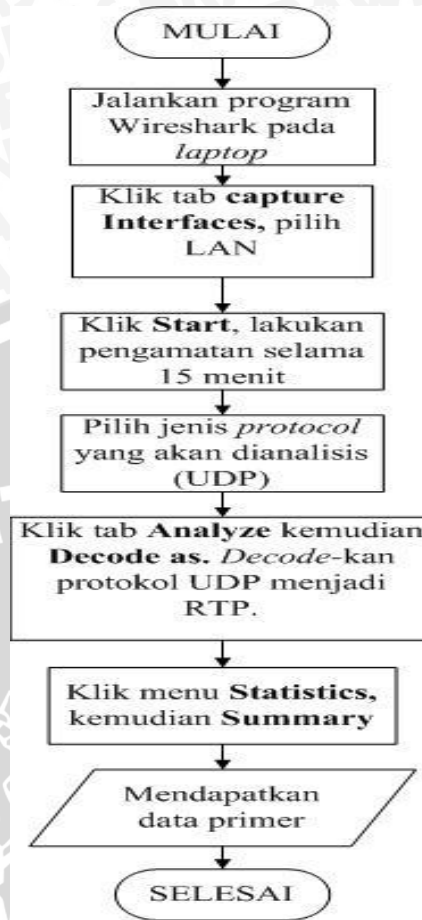 MULAI
Jalankan program
Wireshark pada
laptop
Klik tab capture
Interfaces, pilih
LAN
Klik Start, lakukan
pengamatan selama
15 menit
Pilih jenis protocol
yang akan dianalisis
(UDP)
Klik tab Analyze kemudian
Decode as. Decode-kan
protokol UDP menjadi
RTP.
Klik menu Statistics,
kemudian Summary
Mendapatkan
data primer
SELESAI